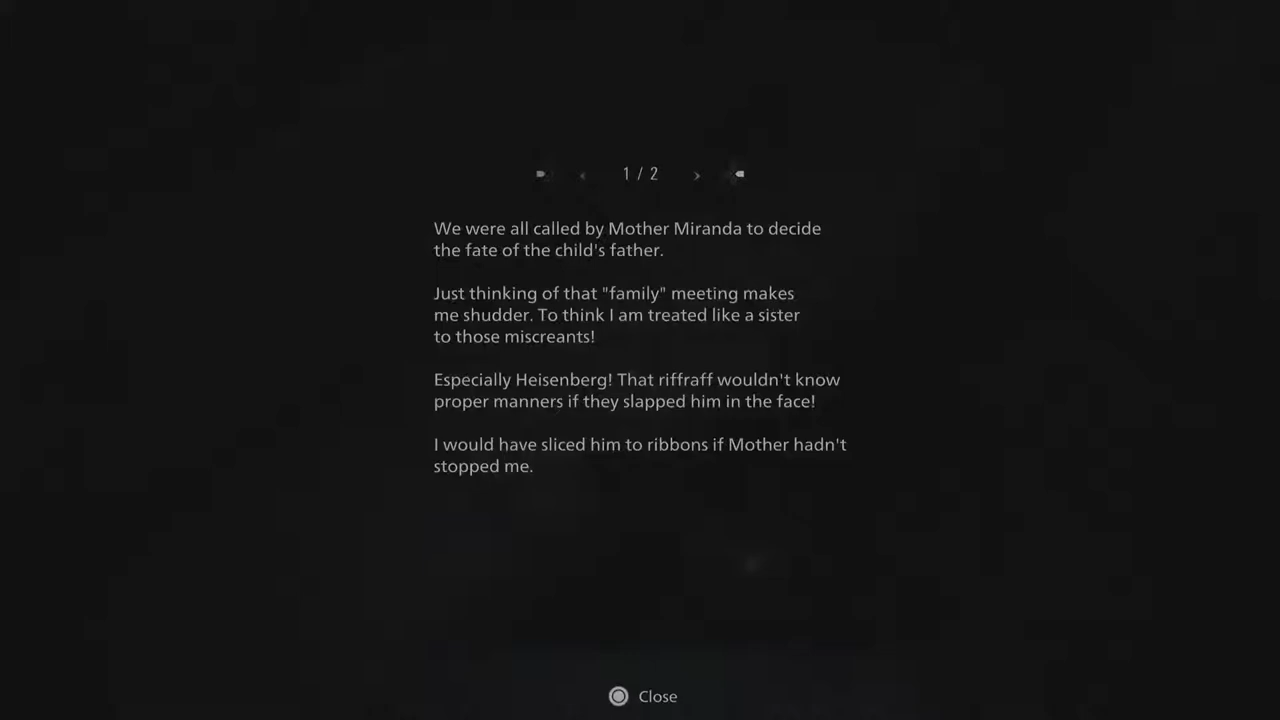 1 / 2
We were all called by Mother Miranda to decide
the fate of the child's father.
Just thinking of that "family" meeting makes
me shudder. To think I am treated like a sister
to those miscreants!
Especially Heisenberg! That riffraff wouldn't know
proper manners if they slapped him in the face!
I would have sliced him to ribbons if Mother hadn't
stopped me.
Close